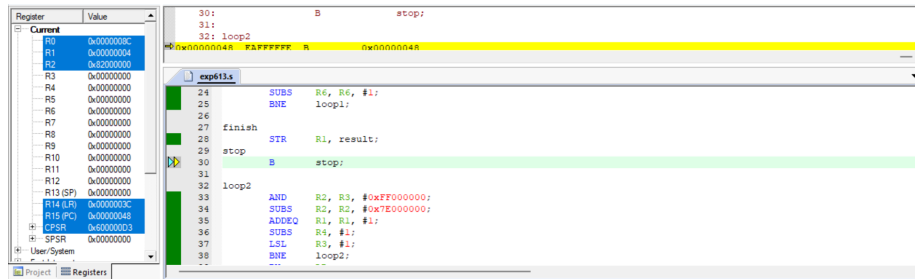 Register Value
Current
R0 0x0000008C
R1 0x00000004
R2 0x82000000
R3 0x00000000
R4 0x00000000
R5 0x00000000
R6 0x00000000
R7 0x00000000
R8 0x00000000
R9 0x00000000
R10 0x00000000
R11 0x00000000
R12 0x00000000
R13 (SP) 0x00000000
R14 (LR) 0x0000003C
R15 (PC) 0x00000048
CPSR 0x600000D3
SPSR 0x00000000
User/System
Project Registers
30: B stop;
31:
32: loop2
0x00000048 EAFFFFFE B 0x00000048
exp613.s
24 SUBS R6, R6, #1;
25 BNE loop1;
26
27 finish
28 STR R1, result;
29 stop
30 B stop;
31
32 loop2
33 AND R2, R3, #0xFF000000;
34 SUBS R2, R2, #0x7E000000;
35 ADDEQ R1, R1, #1;
36 SUBS R4, #1;
37 LSL R3, #1;
38 BNE loop2;